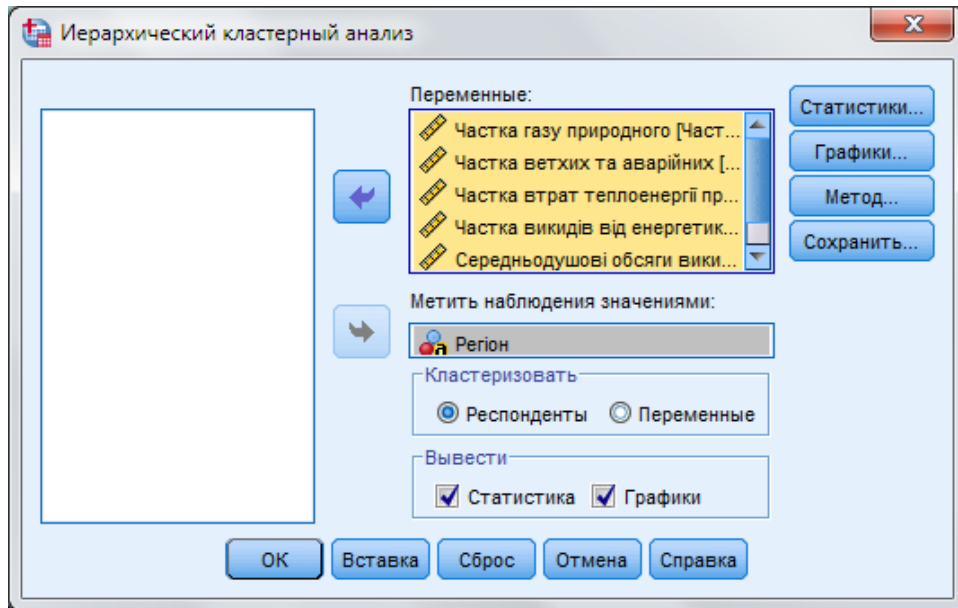 Иерархический кластерный анализ
Переменные:
Частка газу природного [Част...
Частка ветхих та аварійних [...
Частка втрат теплоенергії пр...
Частка викидів від енергетик...
Середньодушові обсяги вики...
Статистики...
Графики...
Метод...
Сохранить...
Метить наблюдения значениями:
a Регіон
Кластеризовать
Респонденты Переменные
Вывести
Статистика Графики
ОК Вставка Сброс Отмена Справка